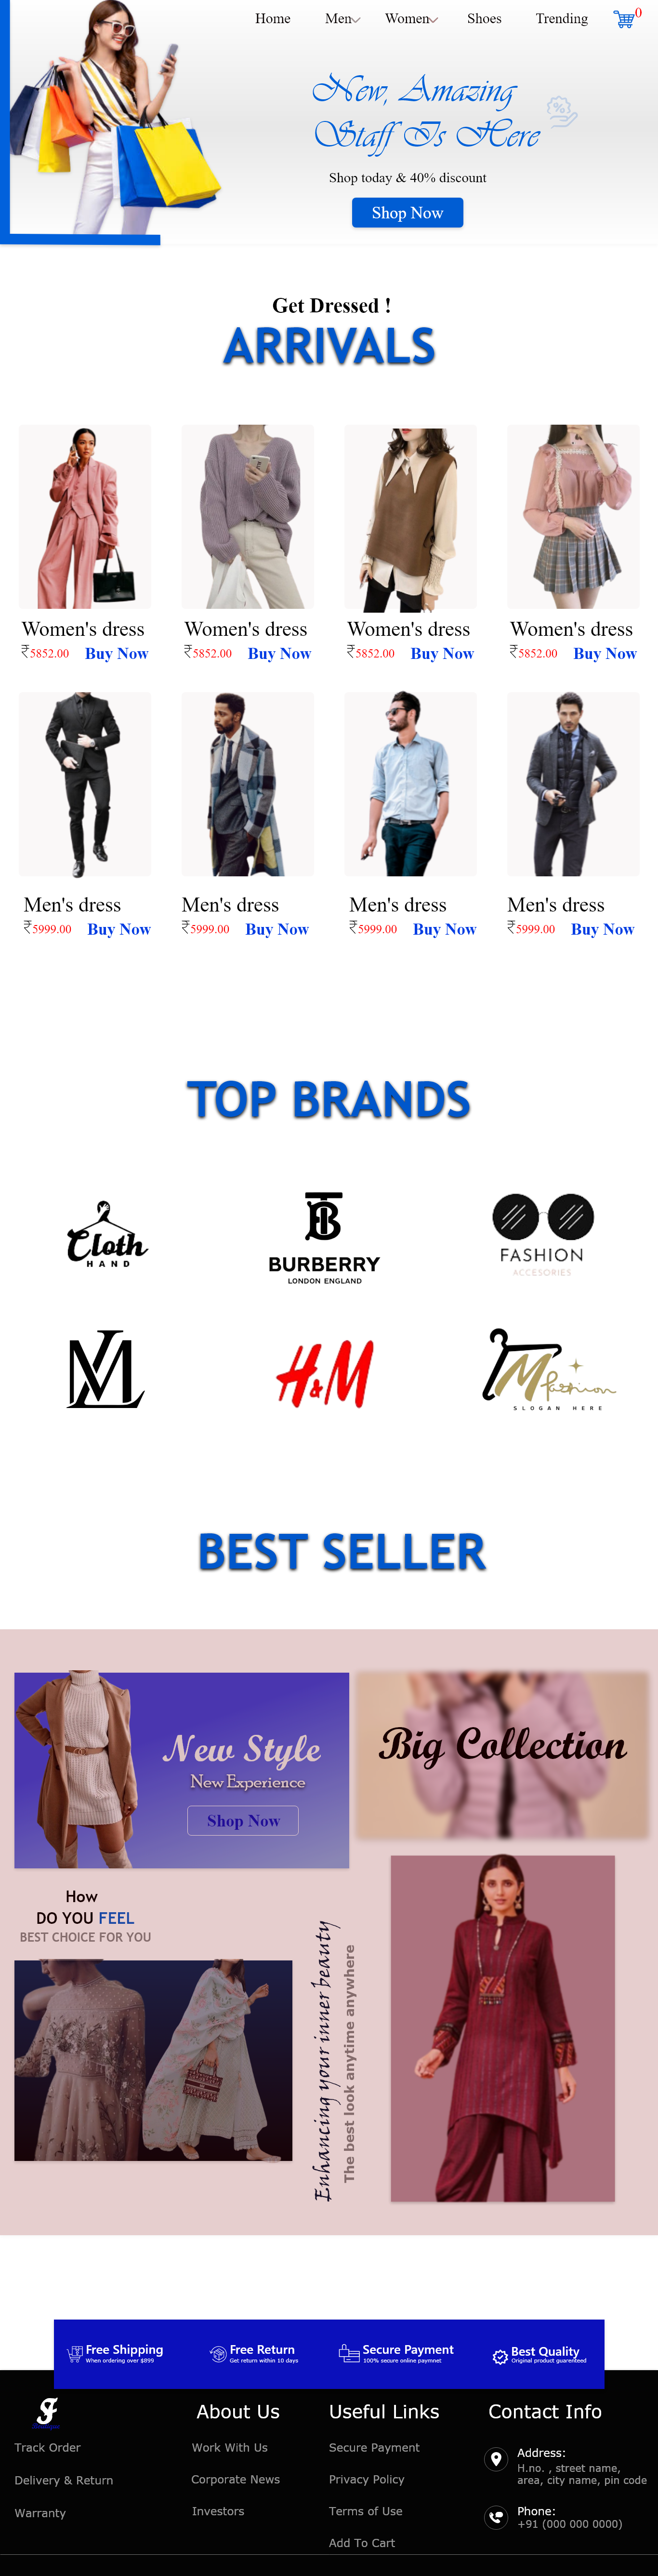 Home Men Women Shoes Trending 0
New, Amazing
Staff Is Here
Shop today & 40% discount
Shop Now
Get Dressed !
ARRIVALS
Women's dress Women's dress Women's dress Women's dress
₹5852.00 Buy Now ₹5852.00 Buy Now ₹5852.00 Buy Now ₹5852.00 Buy Now
Men's dress Men's dress Men's dress Men's dress
₹5999.00 Buy Now ₹5999.00 Buy Now ₹5999.00 Buy Now ₹5999.00 Buy Now
TOP BRANDS
Cloth
HAND
BURBERRY
LONDON ENGLAND
FASHION
ACCESORIES
H&M
M fashion
SLOGAN HERE
BEST SELLER
New Style
New Experience
Shop Now
Big Collection
How
DO YOU FEEL
BEST CHOICE FOR YOU
Enhancing your inner beauty
The best look anytime anywhere
Free Shipping
When ordering over $899
Free Return
Get return within 10 days
Secure Payment
100% secure online paymnet
Best Quality
Original product guarenteed
Track Order
Delivery & Return
Warranty
About Us
Work With Us
Corporate News
Investors
Useful Links
Secure Payment
Privacy Policy
Terms of Use
Add To Cart
Contact Info
Address:
H.no. , street name,
area, city name, pin code
Phone:
+91 (000 000 0000)